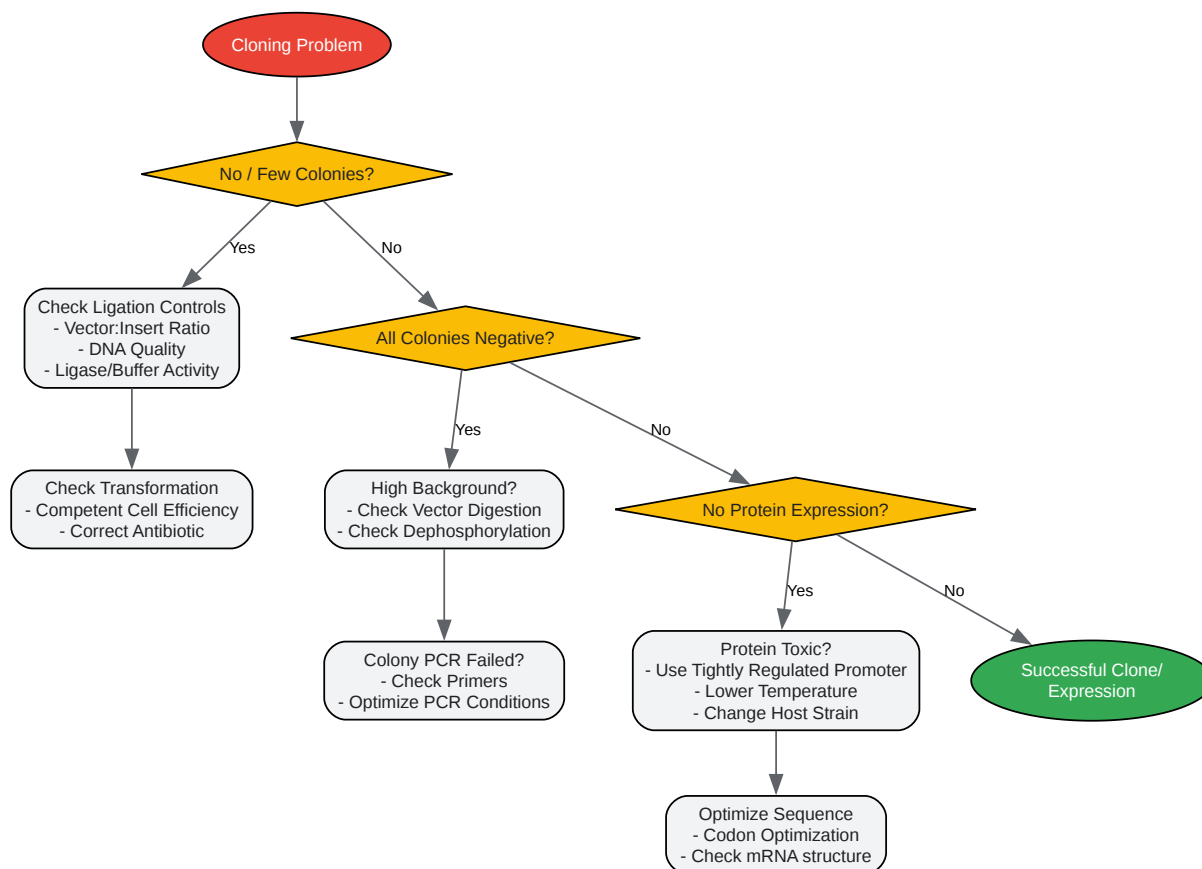 Cloning Problem
No / Few Colonies?
Yes
No
Check Ligation Controls
- Vector:Insert Ratio
- DNA Quality
- Ligase/Buffer Activity
All Colonies Negative?
Yes
No
Check Transformation
- Competent Cell Efficiency
- Correct Antibiotic
High Background?
- Check Vector Digestion
- Check Dephosphorylation
No Protein Expression?
Yes
No
Colony PCR Failed?
- Check Primers
- Optimize PCR Conditions
Protein Toxic?
- Use Tightly Regulated Promoter
- Lower Temperature
- Change Host Strain
Successful Clone/
Expression
Optimize Sequence
- Codon Optimization
- Check mRNA structure